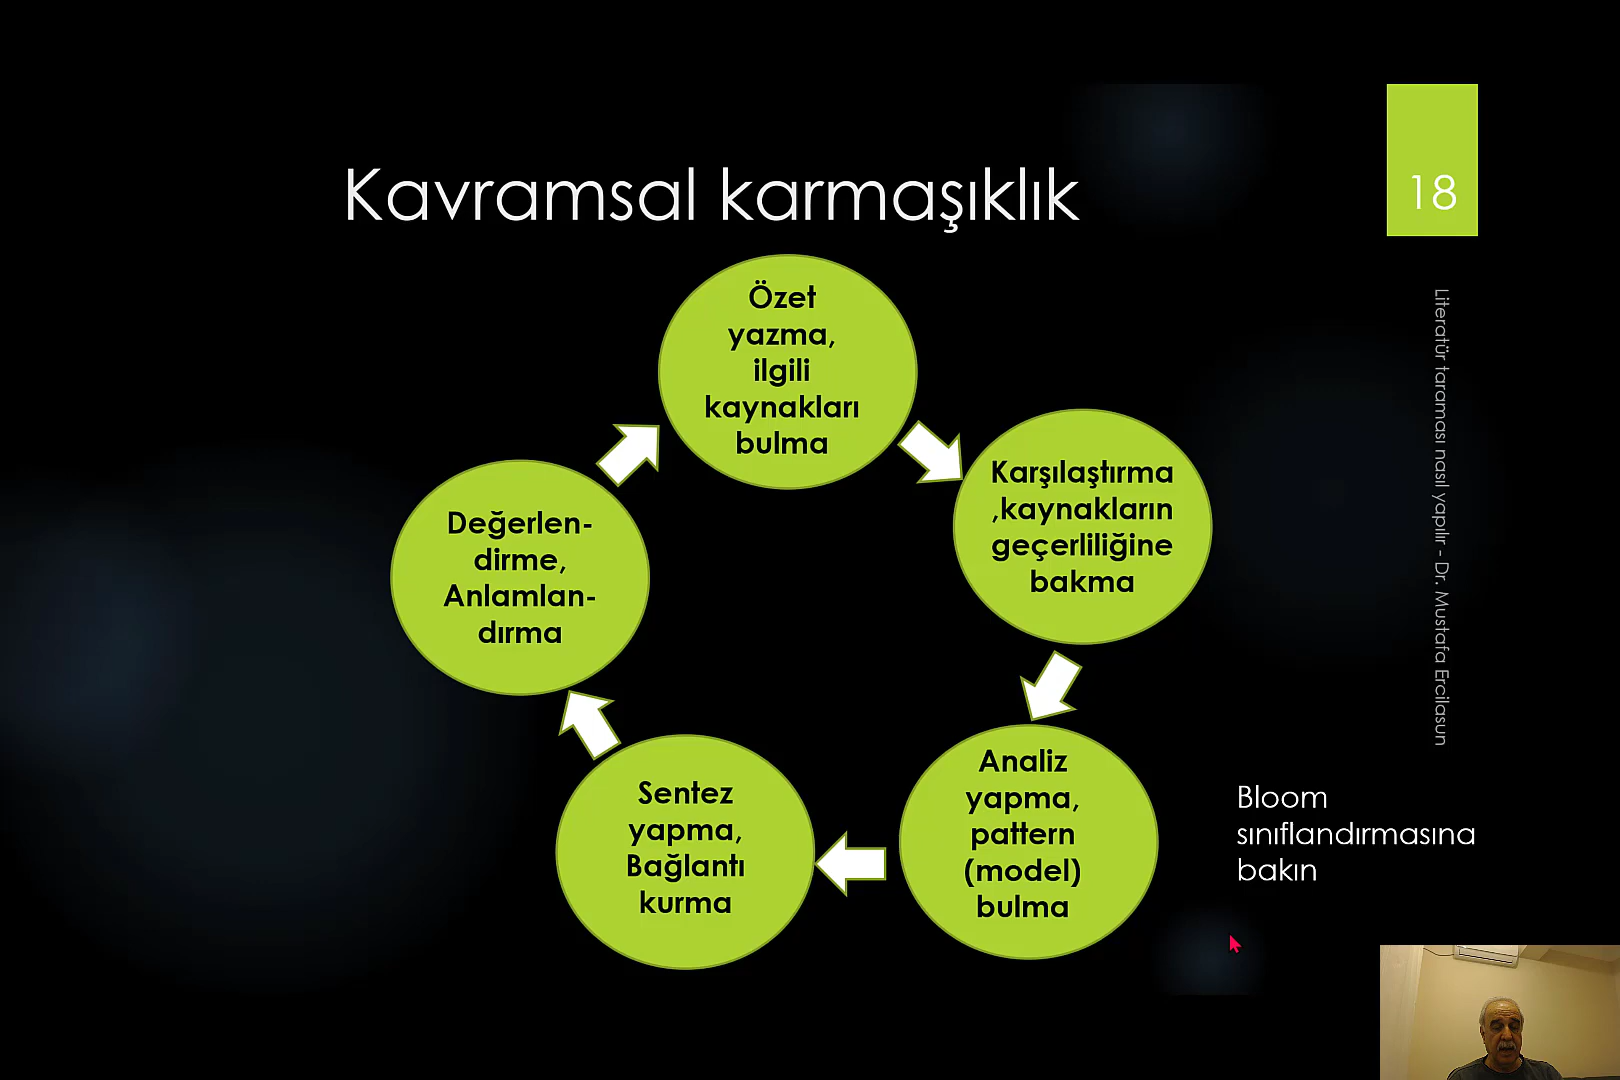 Kavramsal karmaşıklık
18
Özet
yazma,
ilgili
kaynakları
bulma
Karşılaştırma
,kaynakların
geçerliliğine
bakma
Analiz
yapma,
pattern
(model)
bulma
Sentez
yapma,
Bağlantı
kurma
Değerlen-
dirme,
Anlamlan-
dırma
Bloom
sınıflandırmasına
bakın
Literatür taraması nasıl yapılır - Dr. Mustafa Ercilasun